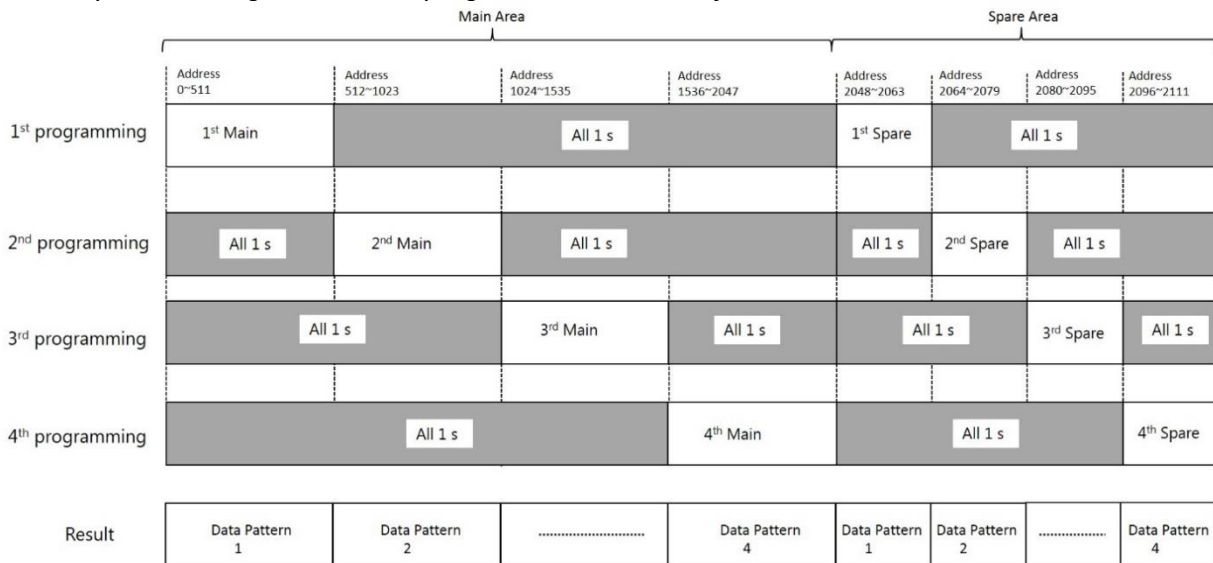 Main Area Spare Area
Address Address Address Address Address Address Address Address
0~511 512~1023 1024~1535 1536~2047 2048~2063 2064~2079 2080~2095 2096~2111
1st programming 1st Main All 1 s 1st Spare All 1 s
2nd programming All 1 s 2nd Main All 1 s All 1 s 2nd Spare All 1 s
3rd programming All 1 s 3rd Main All 1 s All 1 s 3rd Spare All 1 s
4th programming All 1 s 4th Main All 1 s 4th Spare
Result Data Pattern Data Pattern ........................ Data Pattern Data Pattern Data Pattern ............... Data Pattern
1 2 4 1 2 4